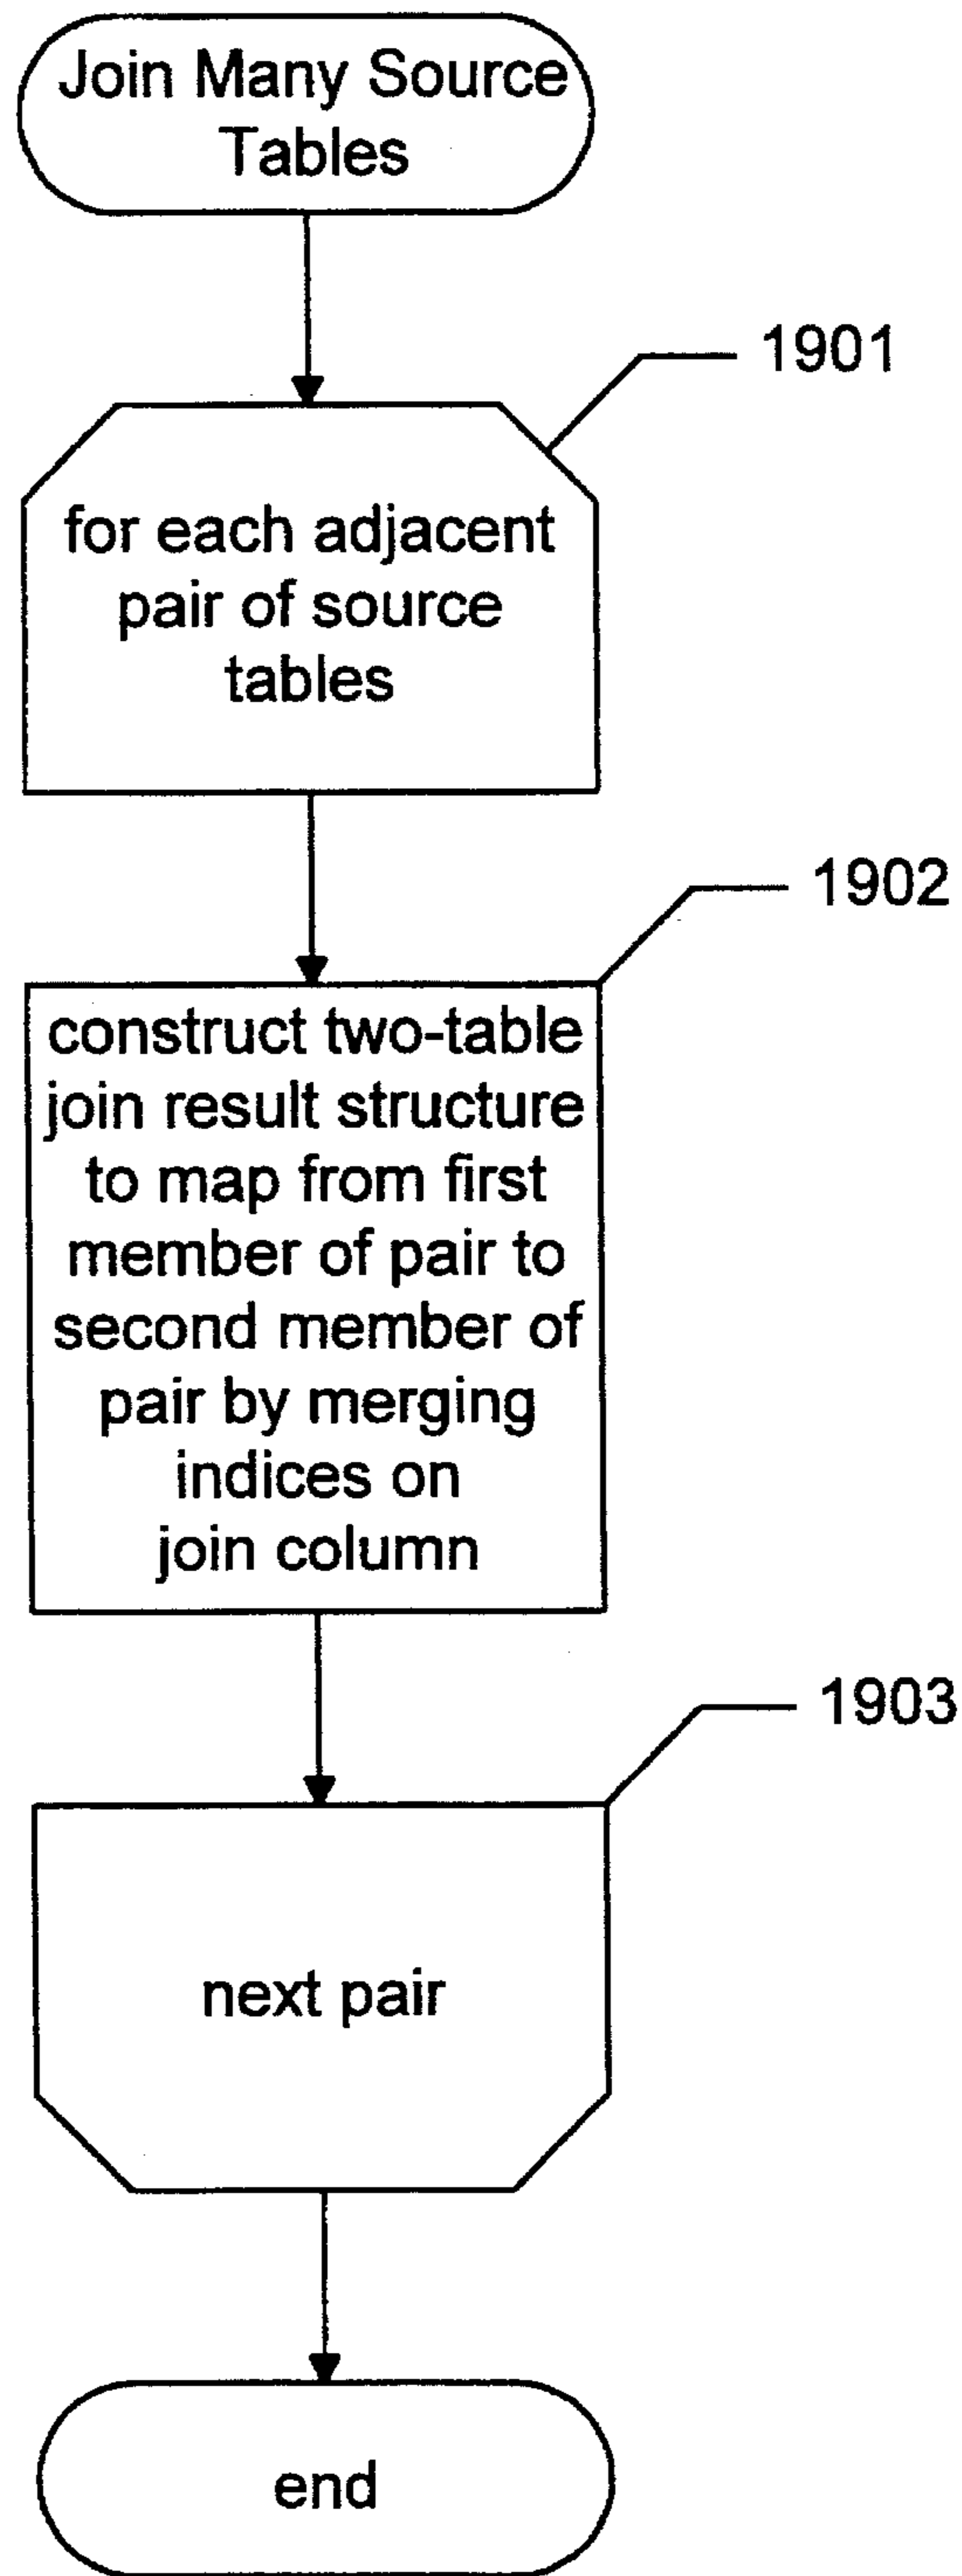 Join Many Source
Tables
1901
for each adjacent
pair of source
tables
1902
construct two-table
join result structure
to map from first
member of pair to
second member of
pair by merging
indices on
join column
1903
next pair
end